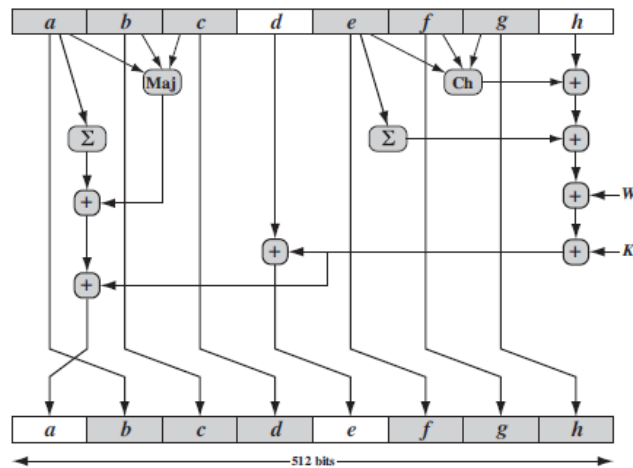 a b c d e f g h
Maj Ch +
Σ Σ +
+ + W
+ + K
+
a b c d e f g h
512 bits